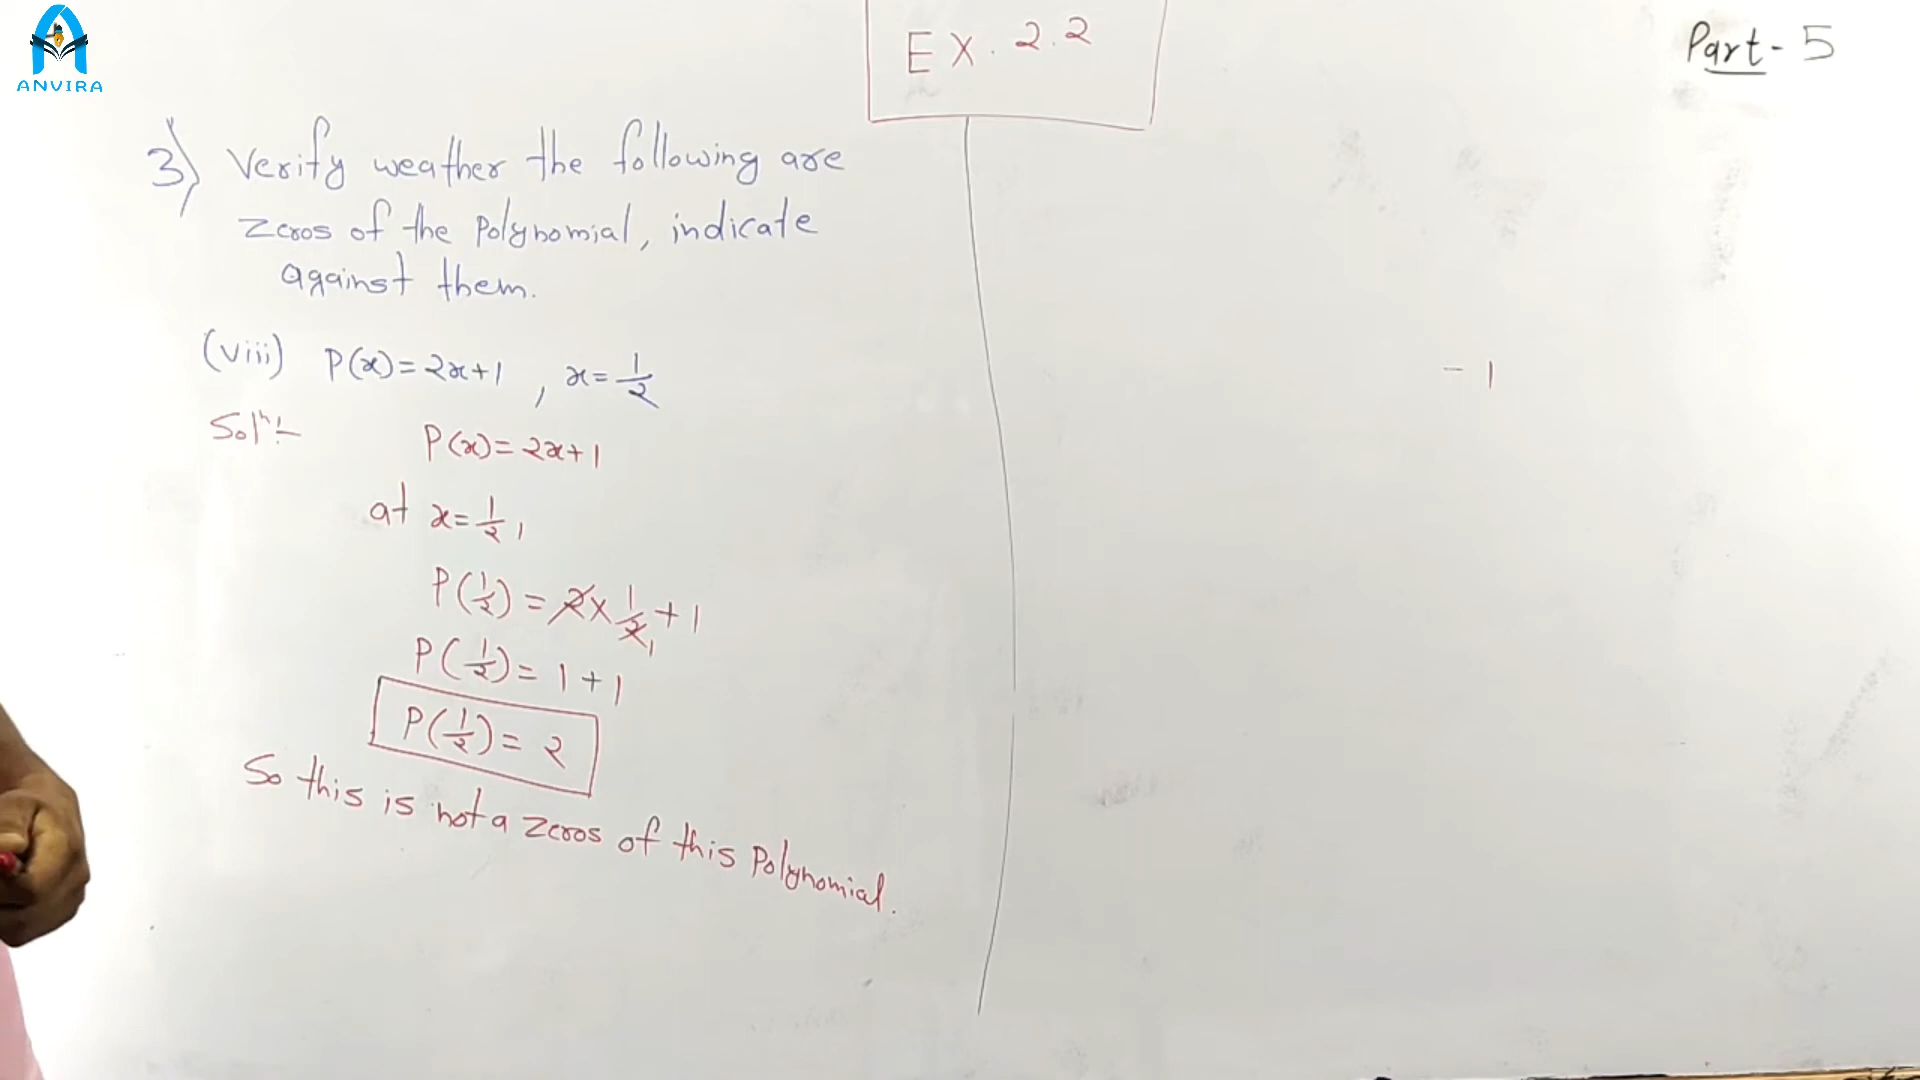 ANVIRA
EX. 2.2
Part - 5
3) Verify weather the following are
zeros of the polynomial, indicate
against them.
(viii) P(x)=2x+1 , x=1/2
Solⁿ:-
P(x)=2x+1
at x=1/2,
P(1/2) = 2x1/2 1 + 1
P(1/2) = 1+1
P(1/2) = 2
So this is not a zeros of this Polynomial.
- 1